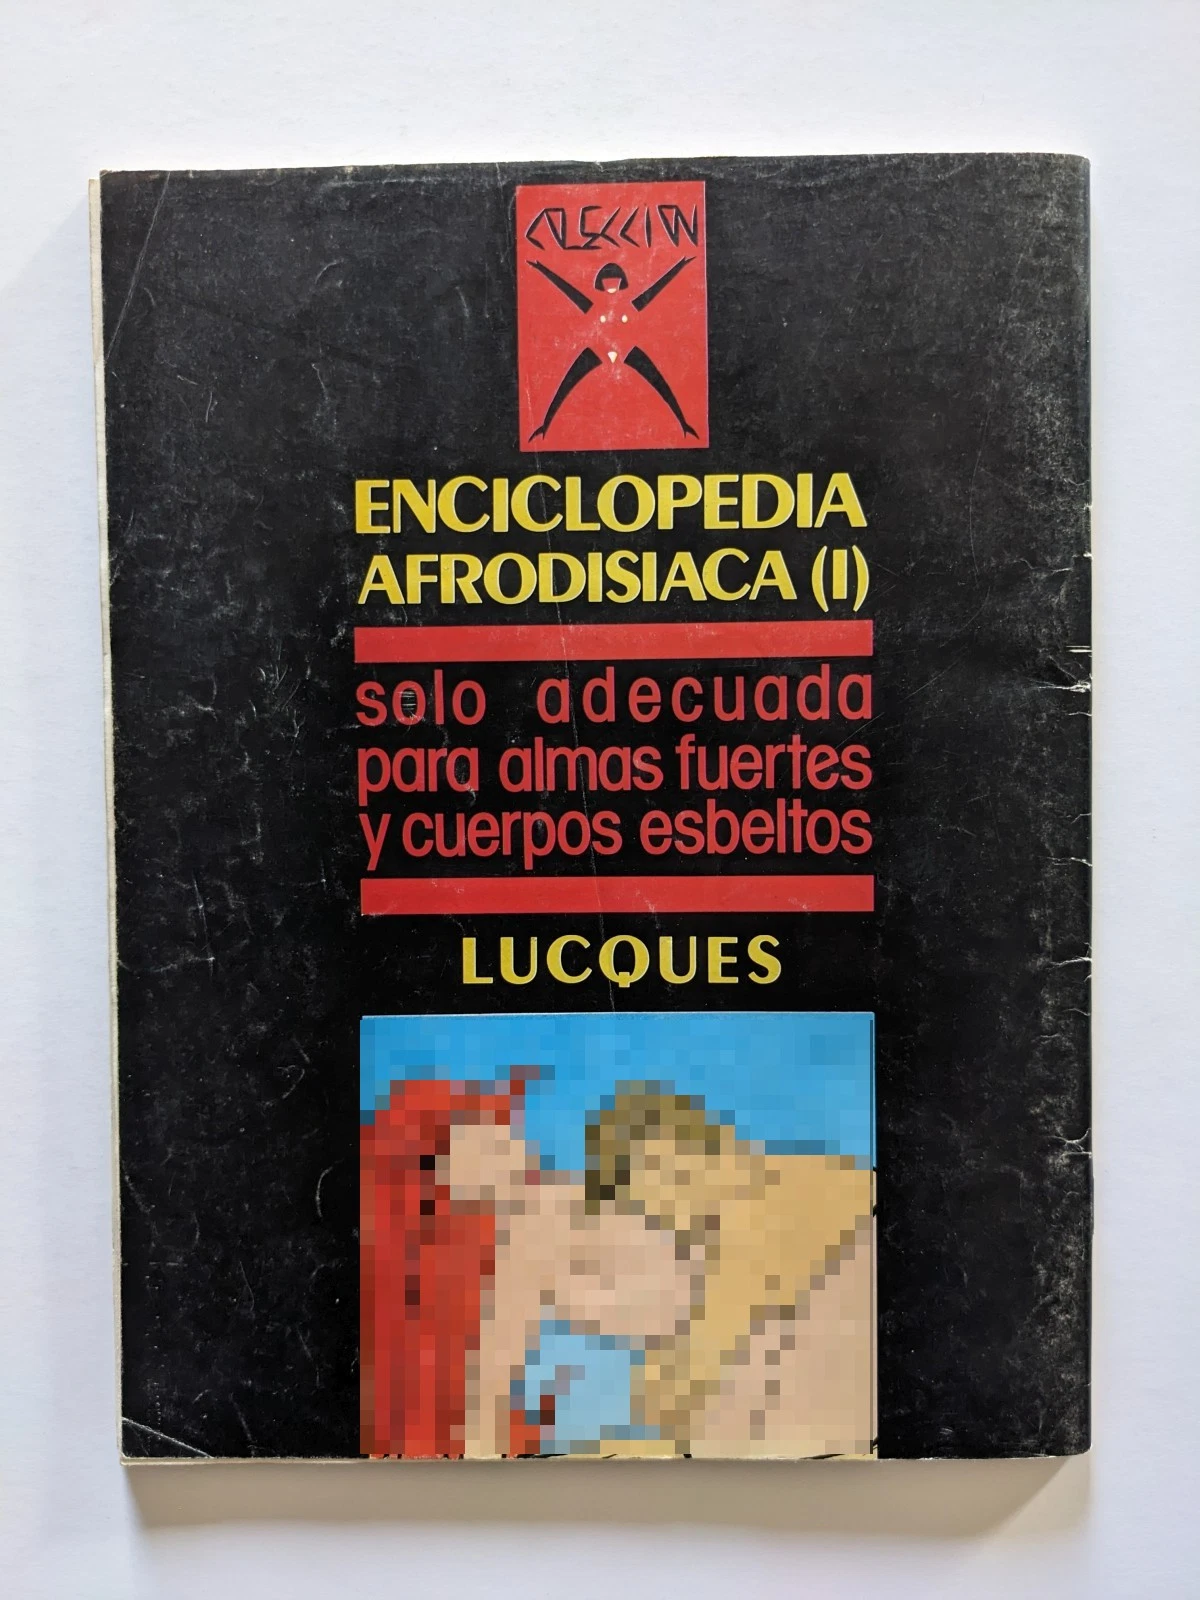 COLECCION
ENCICLOPEDIA
AFRODISIACA (I)
solo adecuada
para almas fuertes
y cuerpos esbeltos
LUCQUES